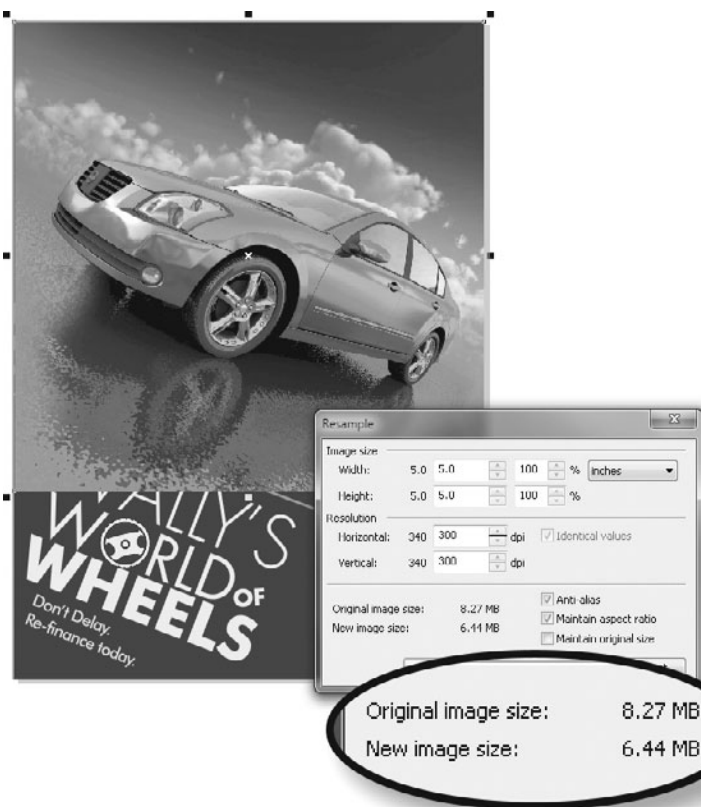 WALLY'S
WORLD OF
WHEELS
Don't Delay.
Re-finance today.
Resample
Image size
Width: 5.0 5.0 100 % inches
Height: 5.0 5.0 100 %
Resolution
Horizontal: 340 300 dpi Identical values
Vertical: 340 300 dpi
Original image size: 8.27 MB Anti-alias
New image size: 6.44 MB Maintain aspect ratio
Maintain original size
Original image size: 8.27 MB
New image size: 6.44 MB